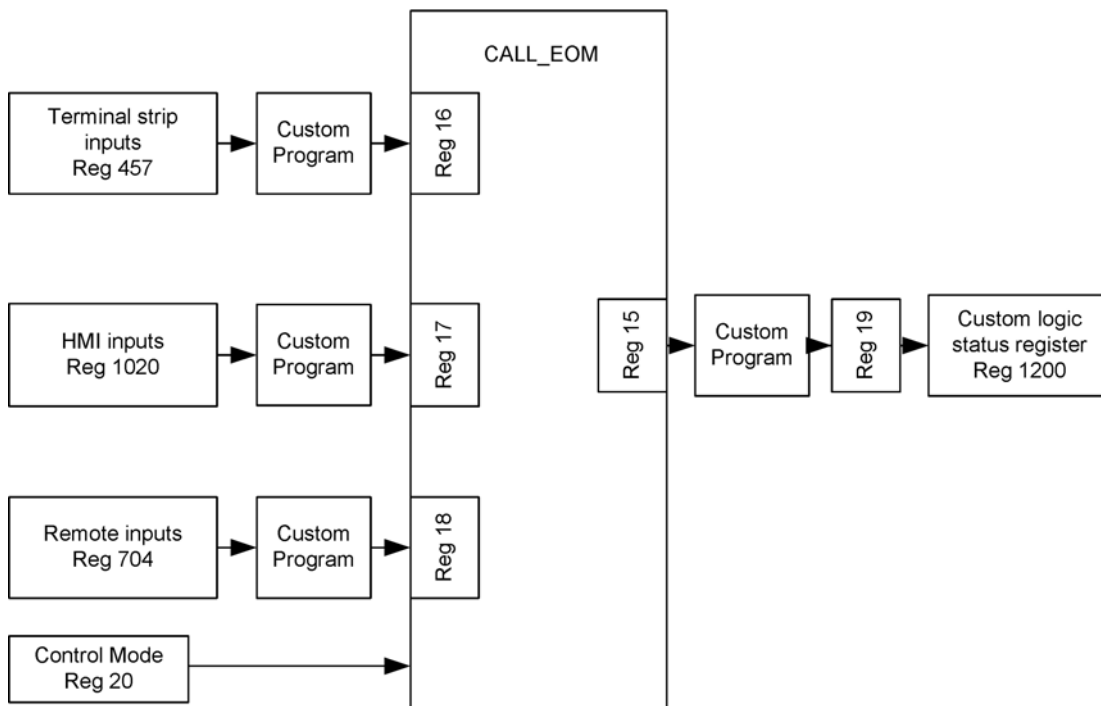 CALL_EOM
Terminal strip
inputs
Reg 457
Custom
Program
Reg 16
HMI inputs
Reg 1020
Custom
Program
Reg 17
Remote inputs
Reg 704
Custom
Program
Reg 18
Control Mode
Reg 20
Reg 15
Custom
Program
Reg 19
Custom logic
status register
Reg 1200